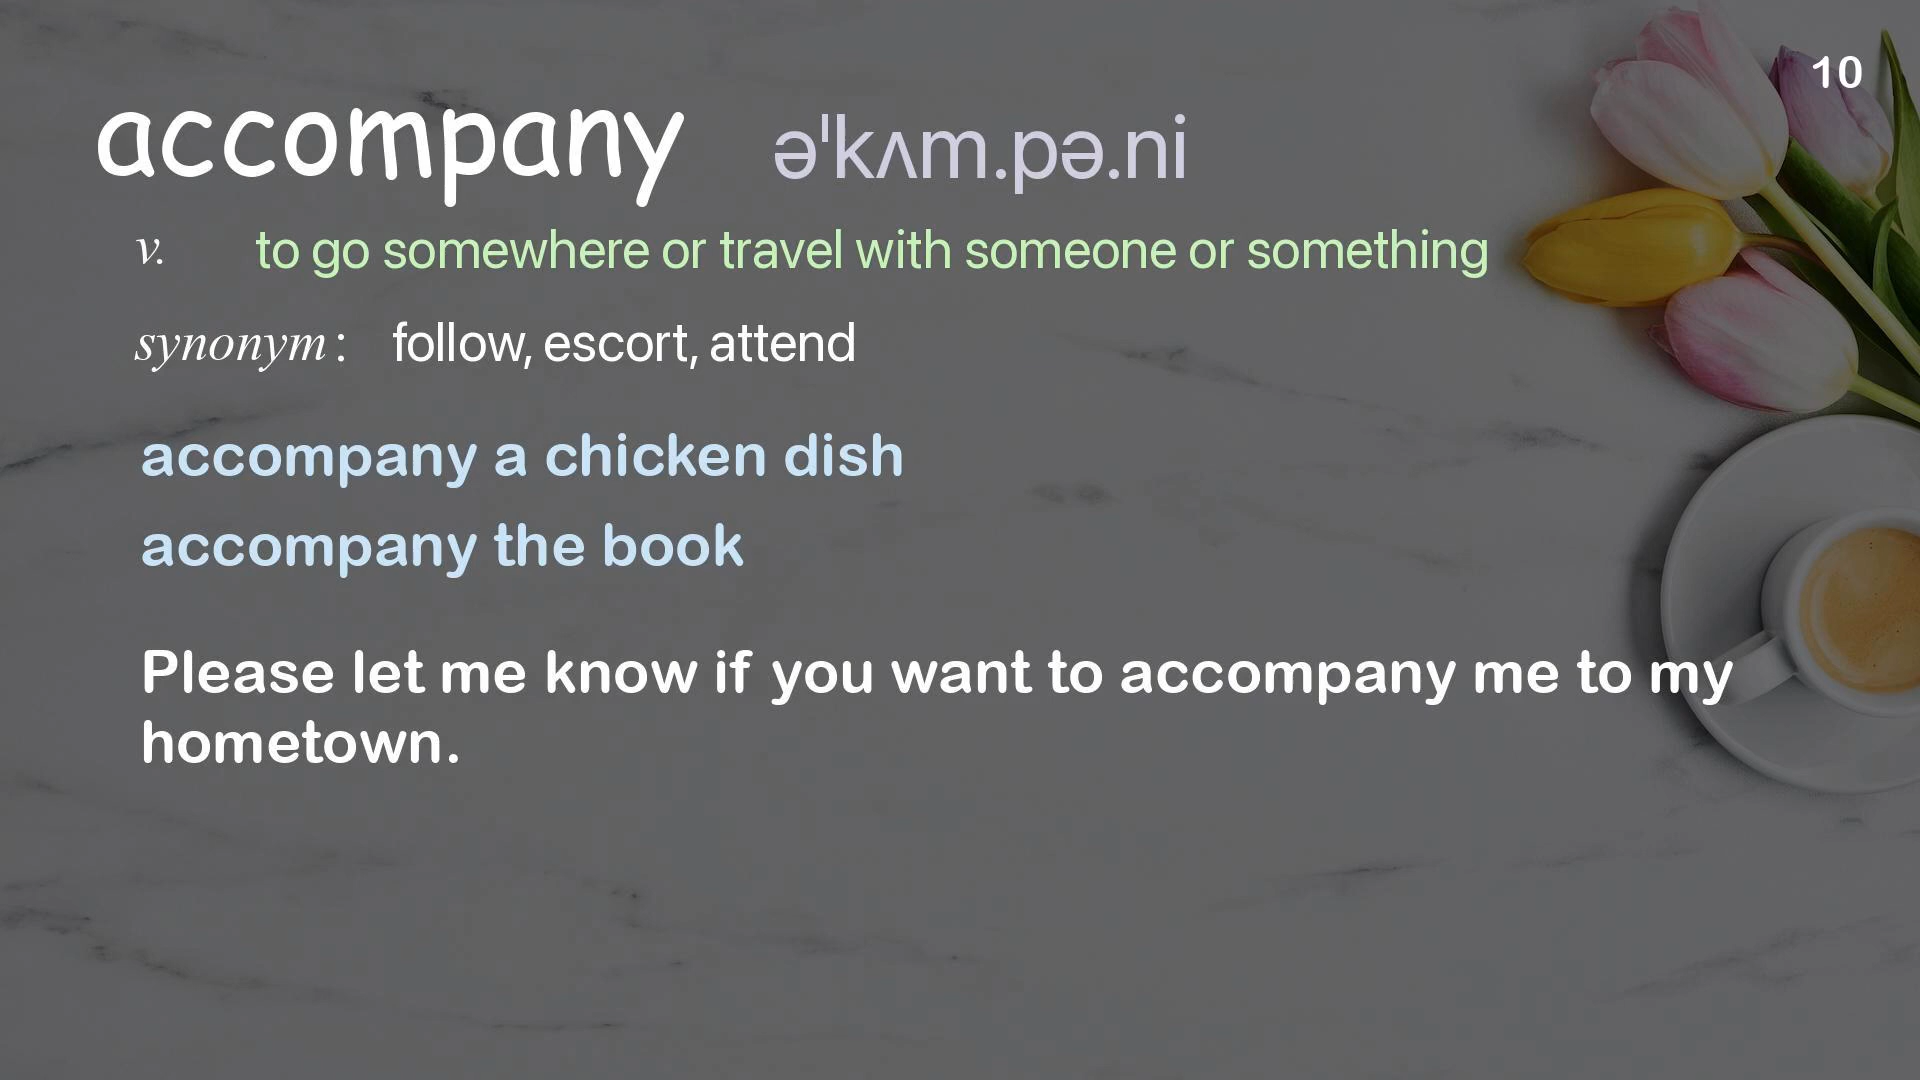 10
accompany əˈkʌm.pə.ni
v. to go somewhere or travel with someone or something
synonym : follow, escort, attend
accompany a chicken dish
accompany the book
Please let me know if you want to accompany me to my
hometown.